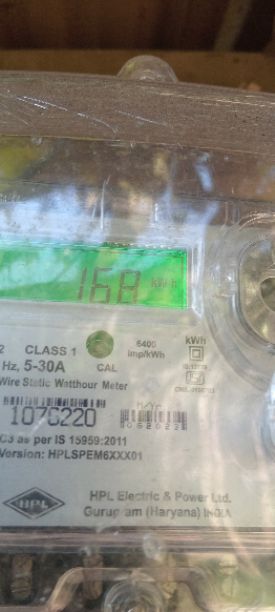 168 kWh
2 CLASS 1 6400 kWh
Hz, 5-30A CAL imp/kWh
Wire Static Watthour Meter
1076220
062022
C3 as per IS 15959:2011
Version: HPLSPEM6XXX01
HPL HPL Electric & Power Ltd.
Gurugram (Haryana) INDIA